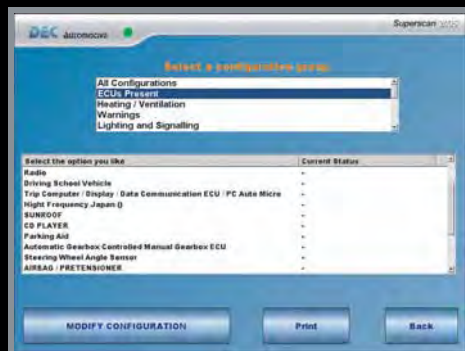 DEC automotive
Superscan
Select a configuration group
All Configurations
ECUs Present
Heating / Ventilation
Warnings
Lighting and Signalling
Select the option you like Current Status
Radio -
Driving School Vehicle -
Trip Computer / Display / Data Communication ECU / PC Auto Micro -
Hight Frequency Japan () -
SUNROOF -
CD PLAYER -
Parking Aid -
Automatic Gearbox Controlled Manual Gearbox ECU -
Steering Wheel Angle Sensor -
AIRBAG / PRETENSIONER -
MODIFY CONFIGURATION Print Back